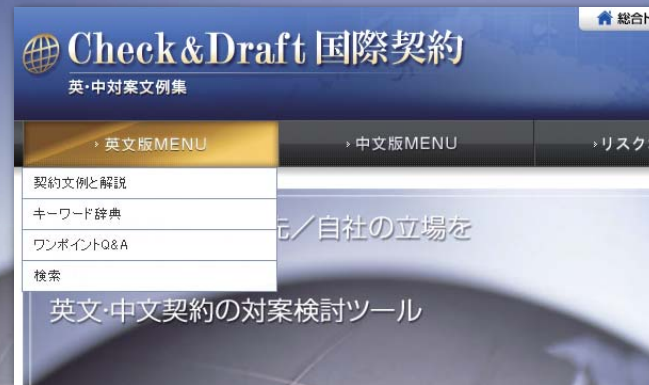 総合
Check&Draft 国際契約
英・中対案文例集
英文版MENU
中文版MENU
リスク
契約文例と解説
キーワード辞典
ワンポイントQ&A
検索
／自社の立場を
英文・中文契約の対案検討ツール